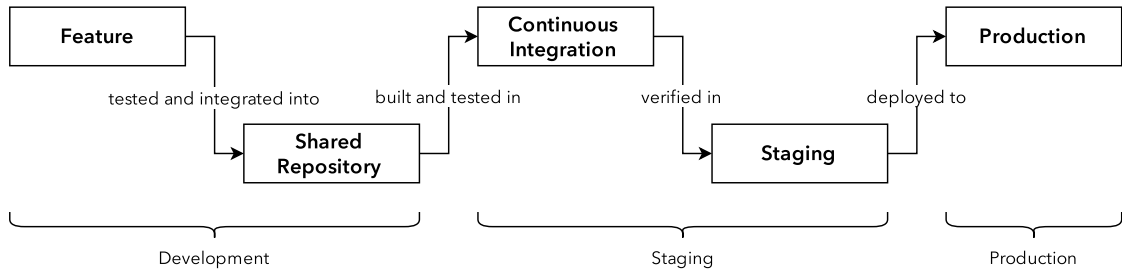 Feature
Continuous
Integration
Production
tested and integrated into
built and tested in
verified in
deployed to
Shared
Repository
Staging
Development
Staging
Production